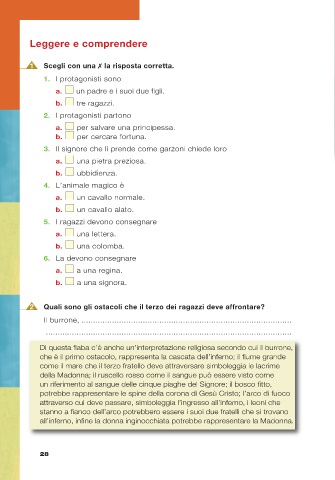 Leggere e comprendere
1 Scegli con una ✗ la risposta corretta.
1. I protagonisti sono
a. un padre e i suoi due figli.
b. tre ragazzi.
2. I protagonisti partono
a. per salvare una principessa.
b. per cercare fortuna.
3. Il signore che li prende come garzoni chiede loro
a. una pietra preziosa.
b. ubbidienza.
4. L'animale magico è
a. un cavallo normale.
b. un cavallo alato.
5. I ragazzi devono consegnare
a. una lettera.
b. una colomba.
6. La devono consegnare
a. a una regina.
b. a una signora.
2 Quali sono gli ostacoli che il terzo dei ragazzi deve affrontare?
Il burrone, ................................................................................
................................................................................
Di questa fiaba c'è anche un'interpretazione religiosa secondo cui il burrone,
che è il primo ostacolo, rappresenta la cascata dell'inferno; il fiume grande
come il mare che il terzo fratello deve attraversare simboleggia le lacrime
della Madonna; il ruscello rosso come il sangue può essere visto come
un riferimento al sangue delle cinque piaghe del Signore; il bosco fitto,
potrebbe rappresentare le spine della corona di Gesù Cristo; l'arco di fuoco
attraverso cui deve passare, simboleggia l'ingresso all'inferno, i leoni che
stanno a fianco dell'arco potrebbero essere i suoi due fratelli che si trovano
all'inferno, infine la donna inginocchiata potrebbe rappresentare la Madonna.
28